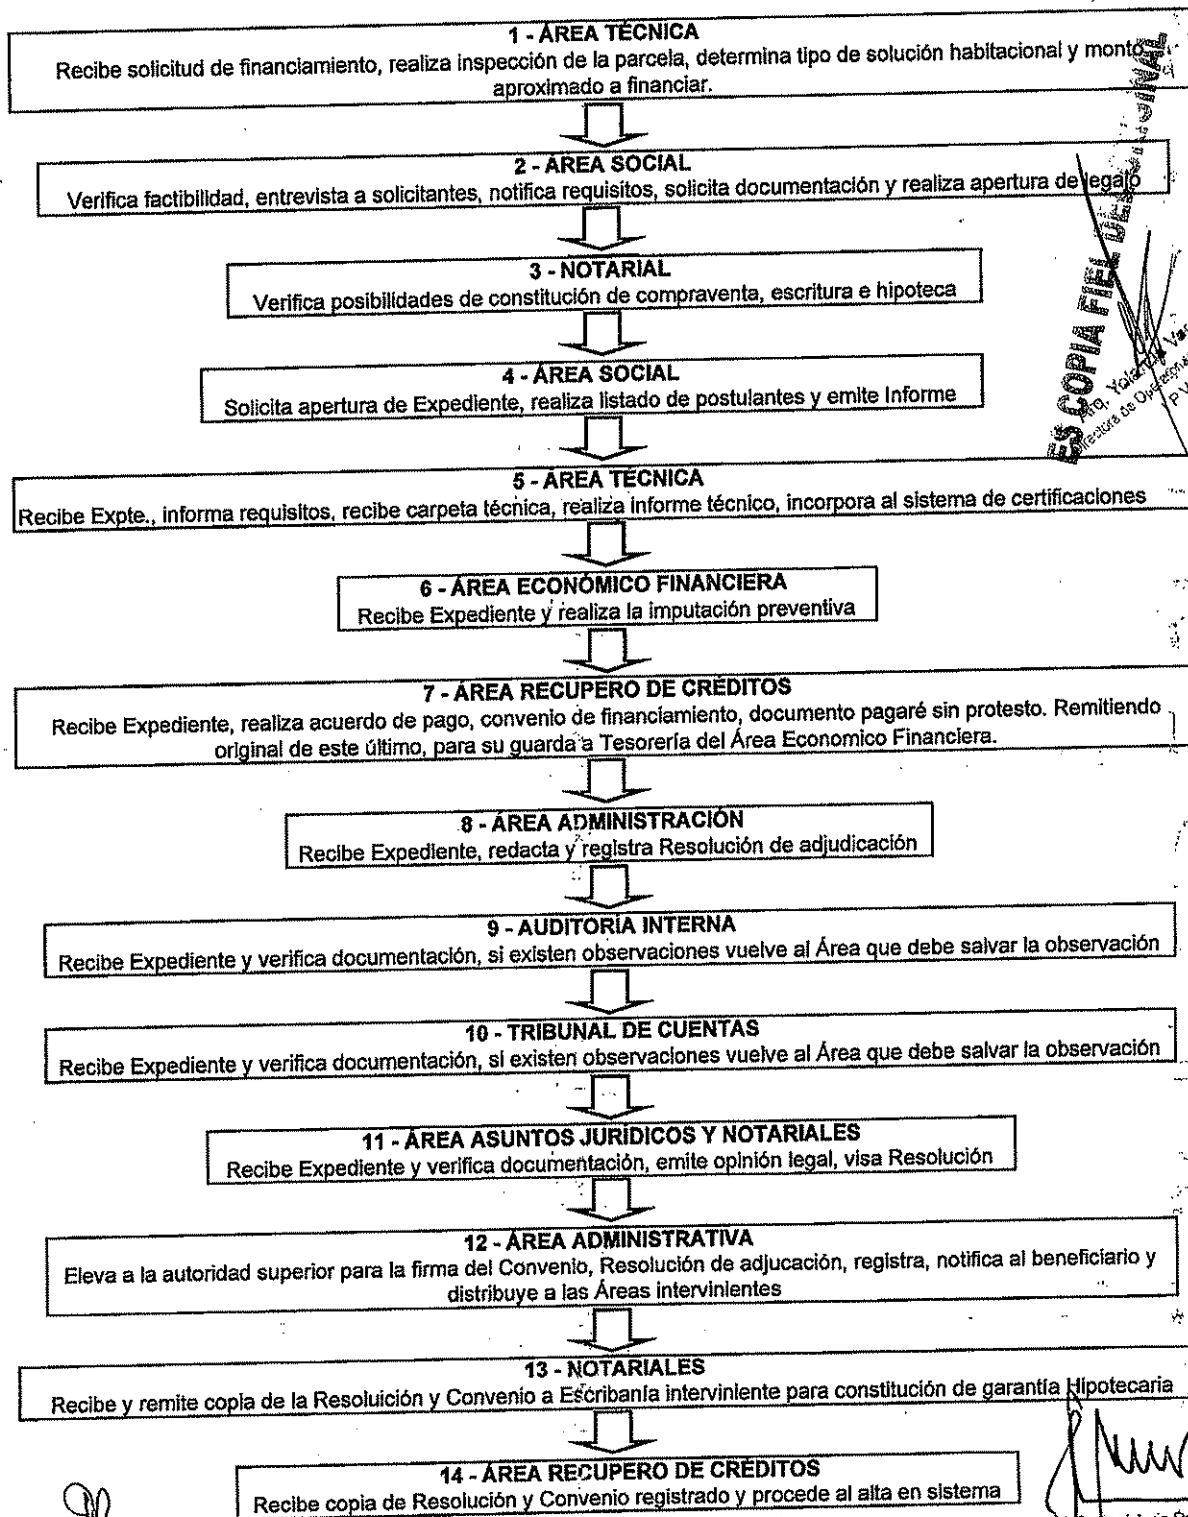 1 - ÁREA TÉCNICA
Recibe solicitud de financiamiento, realiza inspección de la parcela, determina tipo de solución habitacional y monto
aproximado a financiar.
2 - ÁREA SOCIAL
Verifica factibilidad, entrevista a solicitantes, notifica requisitos, solicita documentación y realiza apertura de legajo
3 - NOTARIAL
Verifica posibilidades de constitución de compraventa, escritura e hipoteca
4 - ÁREA SOCIAL
Solicita apertura de Expediente, realiza listado de postulantes y emite Informe
5 - ÁREA TÉCNICA
Recibe Expte., informa requisitos, recibe carpeta técnica, realiza informe técnico, incorpora al sistema de certificaciones
6 - ÁREA ECONÓMICO FINANCIERA
Recibe Expediente y realiza la imputación preventiva
7 - ÁREA RECUPERO DE CRÉDITOS
Recibe Expediente, realiza acuerdo de pago, convenio de financiamiento, documento pagaré sin protesto. Remitiendo
original de este último, para su guarda a Tesorería del Área Economico Financiera.
8 - ÁREA ADMINISTRACIÓN
Recibe Expediente, redacta y registra Resolución de adjudicación
9 - AUDITORÍA INTERNA
Recibe Expediente y verifica documentación, si existen observaciones vuelve al Área que debe salvar la observación
10 - TRIBUNAL DE CUENTAS
Recibe Expediente y verifica documentación, si existen observaciones vuelve al Área que debe salvar la observación
11 - ÁREA ASUNTOS JURÍDICOS Y NOTARIALES
Recibe Expediente y verifica documentación, emite opinión legal, visa Resolución
12 - ÁREA ADMINISTRATIVA
Eleva a la autoridad superior para la firma del Convenio, Resolución de adjucación, registra, notifica al beneficiario y
distribuye a las Áreas intervinientes
13 - NOTARIALES
Recibe y remite copia de la Resoluición y Convenio a Escribanía interviniente para constitución de garantía Hipotecaria
14 - ÁREA RECUPERO DE CRÉDITOS
Recibe copia de Resolución y Convenio registrado y procede al alta en sistema
ES COPIA FIEL DEL ORIGINAL